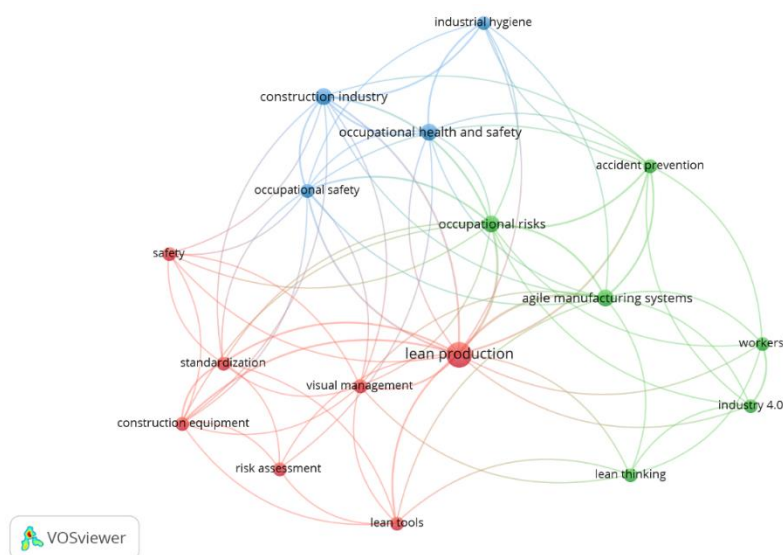 industrial hygiene
construction industry
occupational health and safety
accident prevention
occupational safety
occupational risks
safety
agile manufacturing systems
workers
lean production
standardization
visual management
industry 4.0
construction equipment
risk assessment
lean thinking
lean tools
VOSviewer